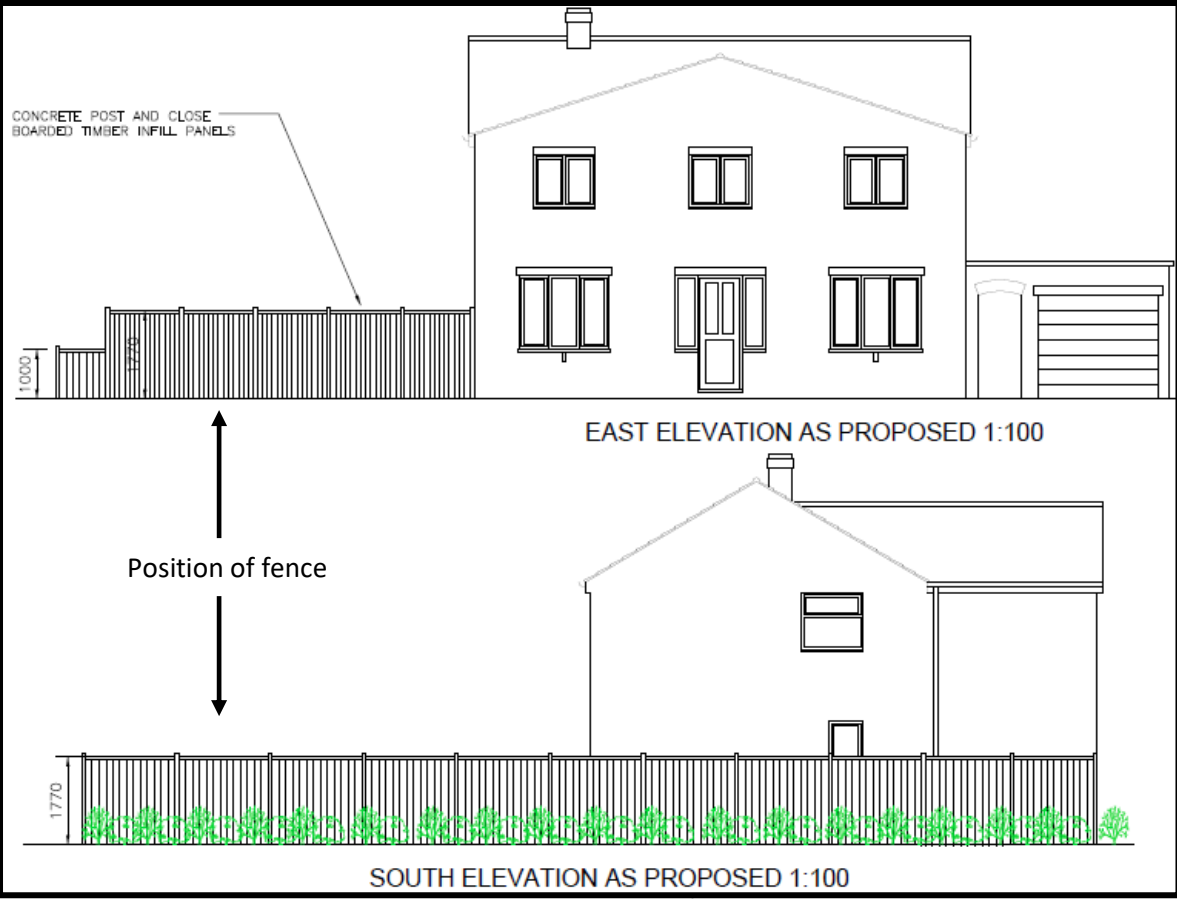 CONCRETE POST AND CLOSE
BOARDED TIMBER INFILL PANELS
1770
1000
EAST ELEVATION AS PROPOSED 1:100
Position of fence
1770
SOUTH ELEVATION AS PROPOSED 1:100